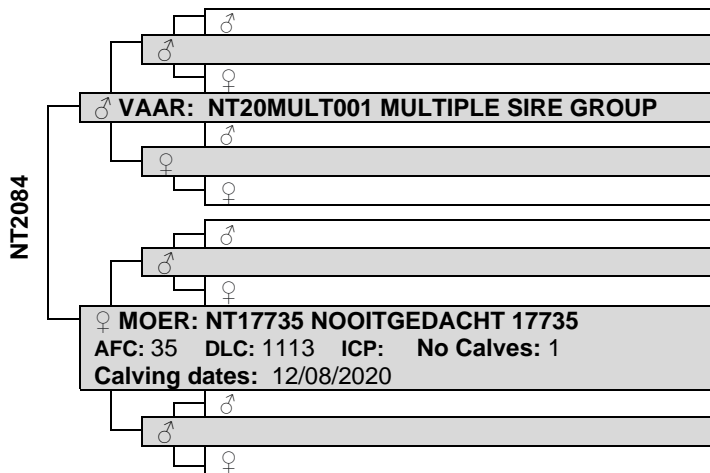 NT2084
♂
♂
♀
♂ VAAR: NT20MULT001 MULTIPLE SIRE GROUP
♂
♀
♀
♂
♂
♀
♀ MOER: NT17735 NOOITGEDACHT 17735
AFC: 35 DLC: 1113 ICP: No Calves: 1
Calving dates: 12/08/2020
♂
♂
♀